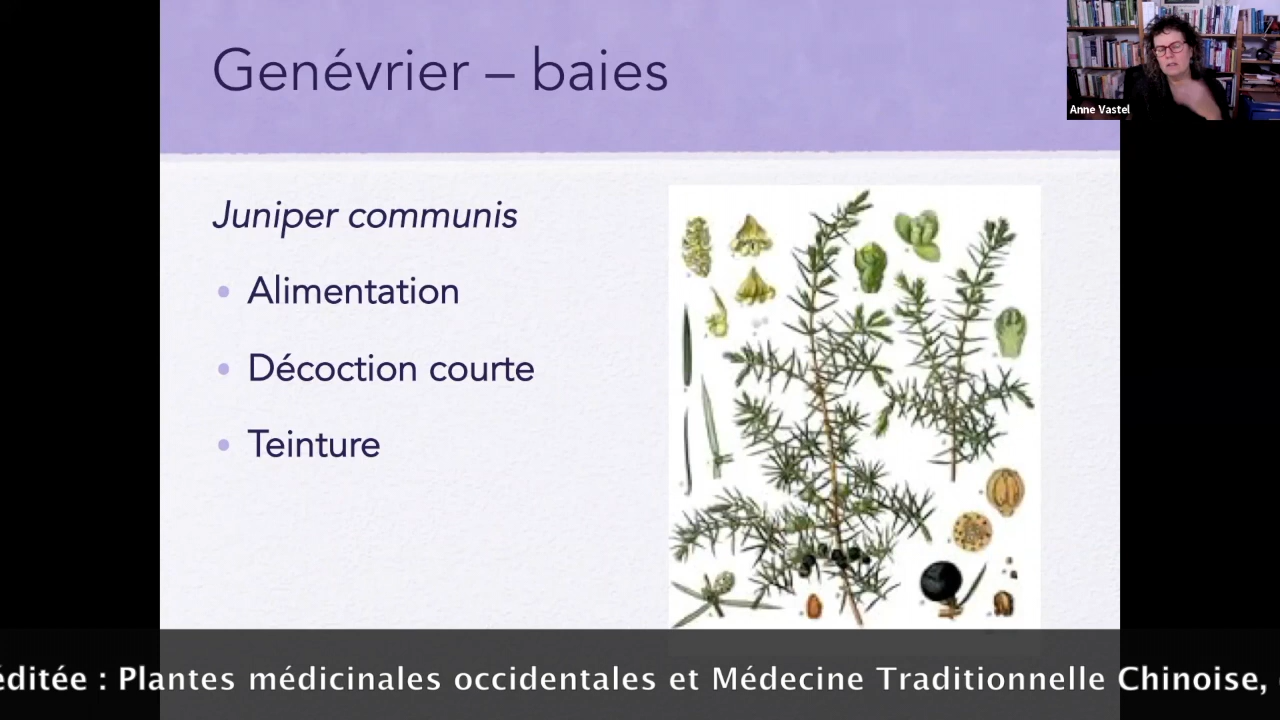 Genévrier – baies
Anne Vastel
Juniper communis
• Alimentation
• Décoction courte
• Teinture
éditée : Plantes médicinales occidentales et Médecine Traditionnelle Chinoise,